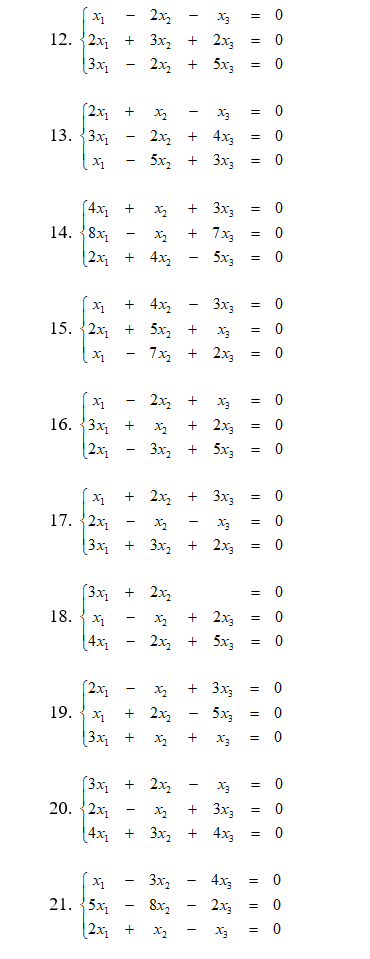 x₁ − 2x₂ − x₃ = 0
12. 2x₁ + 3x₂ + 2x₃ = 0
3x₁ − 2x₂ + 5x₃ = 0
2x₁ + x₂ − x₃ = 0
13. 3x₁ − 2x₂ + 4x₃ = 0
x₁ − 5x₂ + 3x₃ = 0
4x₁ + x₂ + 3x₃ = 0
14. 8x₁ − x₂ + 7x₃ = 0
2x₁ + 4x₂ − 5x₃ = 0
x₁ + 4x₂ − 3x₃ = 0
15. 2x₁ + 5x₂ + x₃ = 0
x₁ − 7x₂ + 2x₃ = 0
x₁ − 2x₂ + x₃ = 0
16. 3x₁ + x₂ + 2x₃ = 0
2x₁ − 3x₂ + 5x₃ = 0
x₁ + 2x₂ + 3x₃ = 0
17. 2x₁ − x₂ − x₃ = 0
3x₁ + 3x₂ + 2x₃ = 0
3x₁ + 2x₂ = 0
18. x₁ − x₂ + 2x₃ = 0
4x₁ − 2x₂ + 5x₃ = 0
2x₁ − x₂ + 3x₃ = 0
19. x₁ + 2x₂ − 5x₃ = 0
3x₁ + x₂ + x₃ = 0
3x₁ + 2x₂ − x₃ = 0
20. 2x₁ − x₂ + 3x₃ = 0
4x₁ + 3x₂ + 4x₃ = 0
x₁ − 3x₂ − 4x₃ = 0
21. 5x₁ − 8x₂ − 2x₃ = 0
2x₁ + x₂ − x₃ = 0